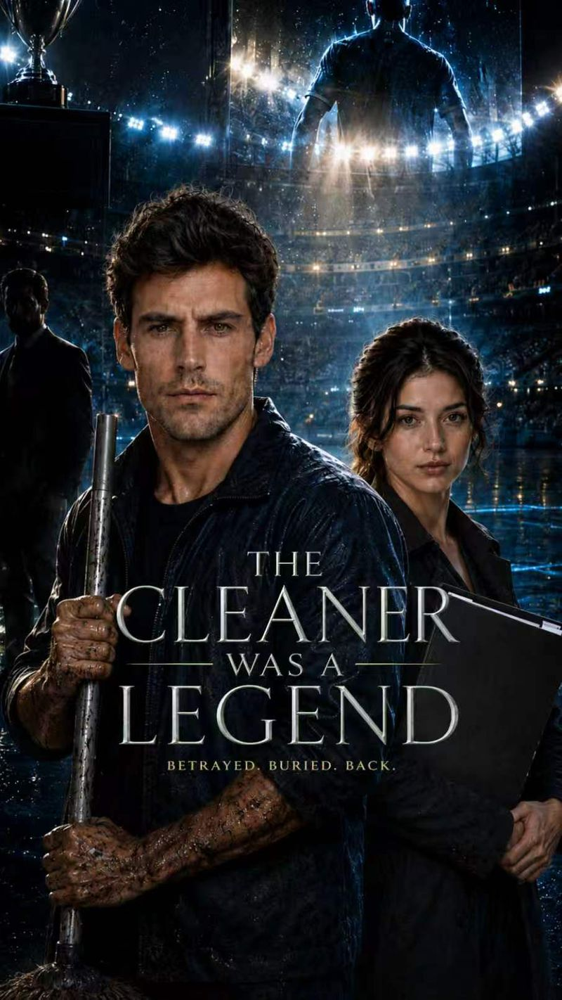 THE
CLEANER
WAS A
LEGEND
BETRAYED. BURIED. BACK.